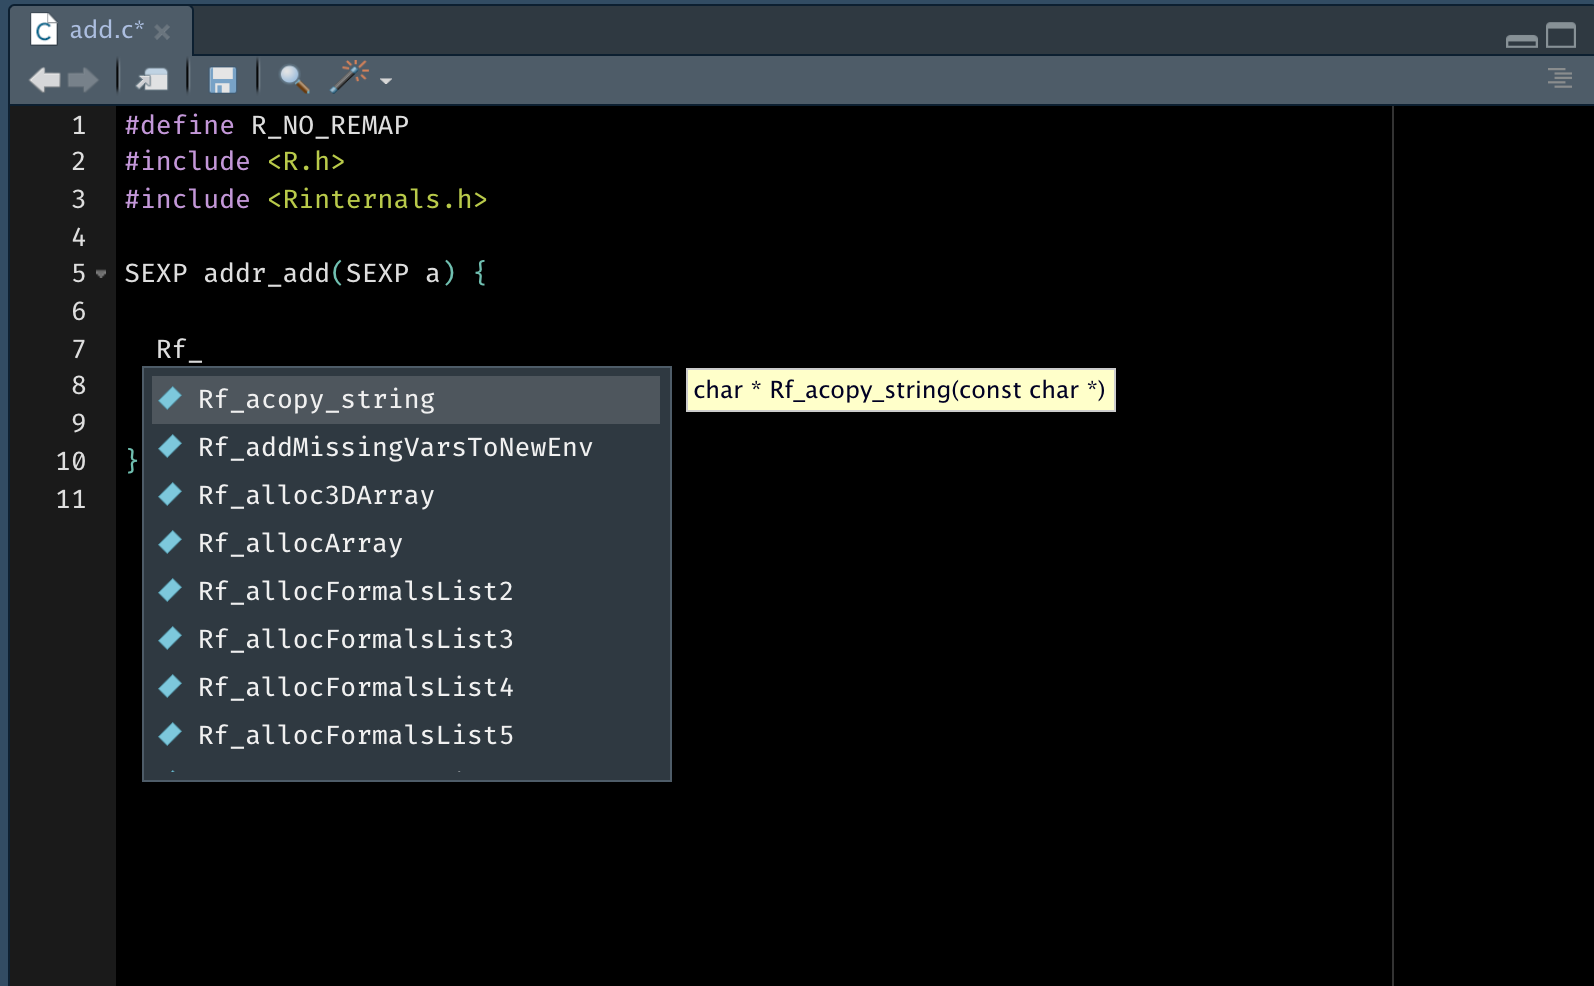 add.c*
1 #define R_NO_REMAP
2 #include <R.h>
3 #include <Rinternals.h>
4
5 SEXP addr_add(SEXP a) {
6
7 Rf_
8
9
10 }
11
Rf_acopy_string
char * Rf_acopy_string(const char *)
Rf_addMissingVarsToNewEnv
Rf_alloc3DArray
Rf_allocArray
Rf_allocFormalsList2
Rf_allocFormalsList3
Rf_allocFormalsList4
Rf_allocFormalsList5